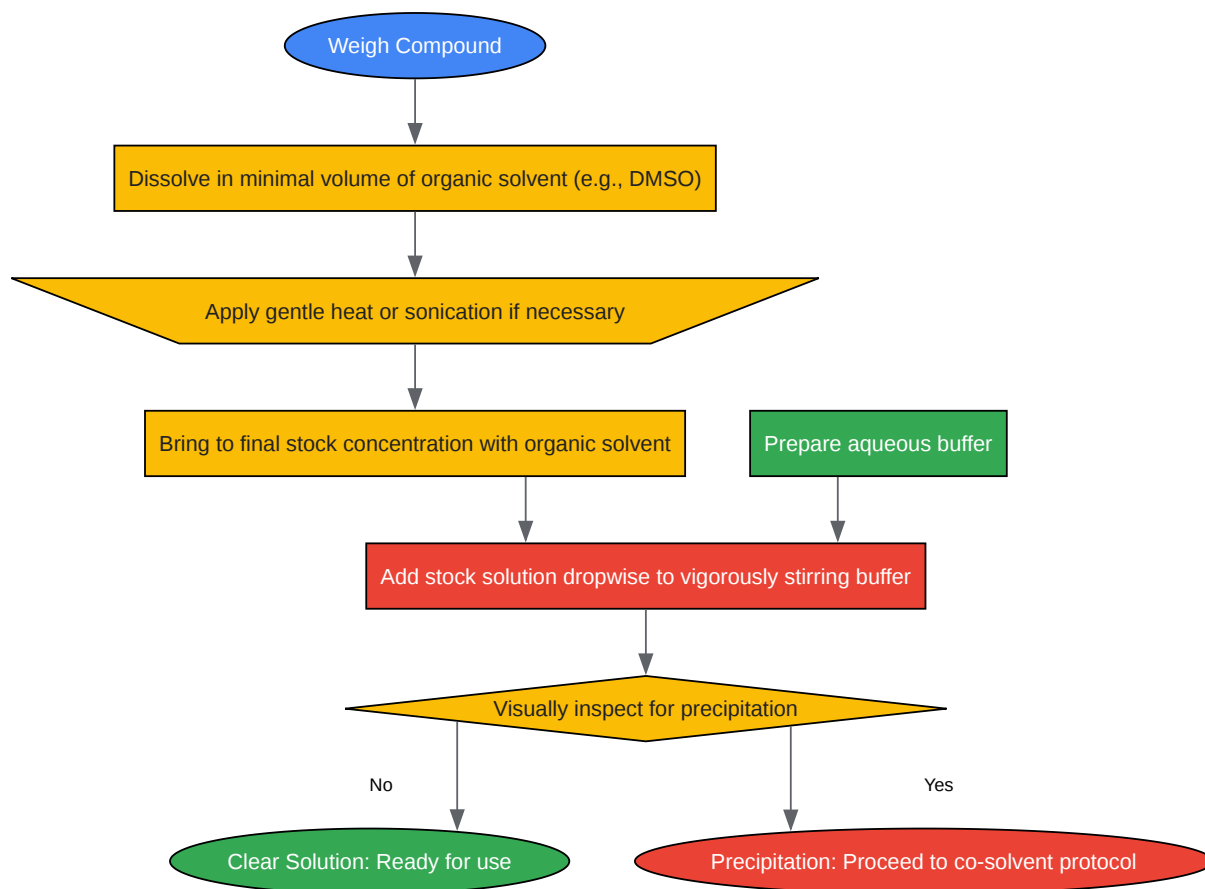 Weigh Compound
Dissolve in minimal volume of organic solvent (e.g., DMSO)
Apply gentle heat or sonication if necessary
Bring to final stock concentration with organic solvent
Prepare aqueous buffer
Add stock solution dropwise to vigorously stirring buffer
Visually inspect for precipitation
No
Yes
Clear Solution: Ready for use
Precipitation: Proceed to co-solvent protocol